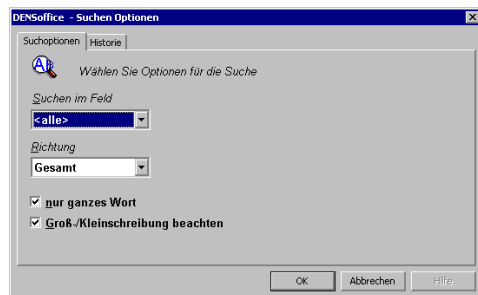 DENSoffice - Suchen Optionen
Suchoptionen Historie
Wählen Sie Optionen für die Suche
Suchen im Feld
<alle>
Richtung
Gesamt
nur ganzes Wort
Groß-/Kleinschreibung beachten
OK Abbrechen Hilfe